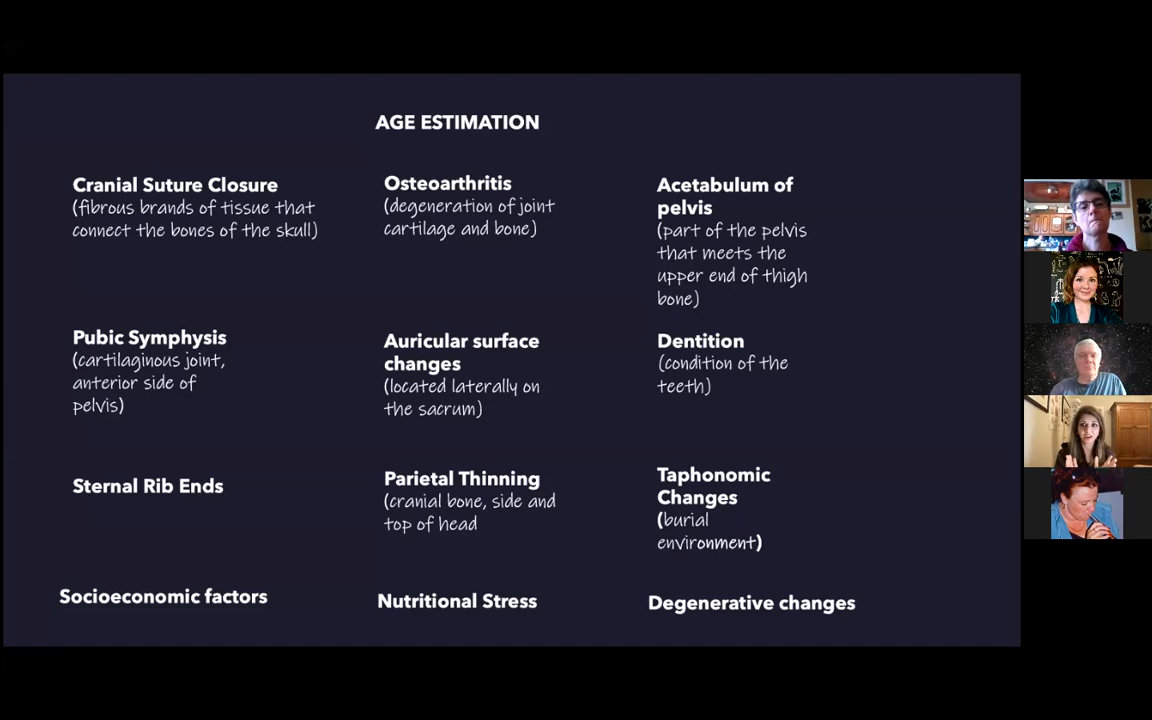 AGE ESTIMATION
Cranial Suture Closure
(fibrous brands of tissue that
connect the bones of the skull)
Osteoarthritis
(degeneration of joint
cartilage and bone)
Acetabulum of
pelvis
(part of the pelvis
that meets the
upper end of thigh
bone)
Pubic Symphysis
(cartilaginous joint,
anterior side of
pelvis)
Auricular surface
changes
(located laterally on
the sacrum)
Dentition
(condition of the
teeth)
Sternal Rib Ends
Parietal Thinning
(cranial bone, side and
top of head
Taphonomic
Changes
(burial
environment)
Socioeconomic factors
Nutritional Stress
Degenerative changes